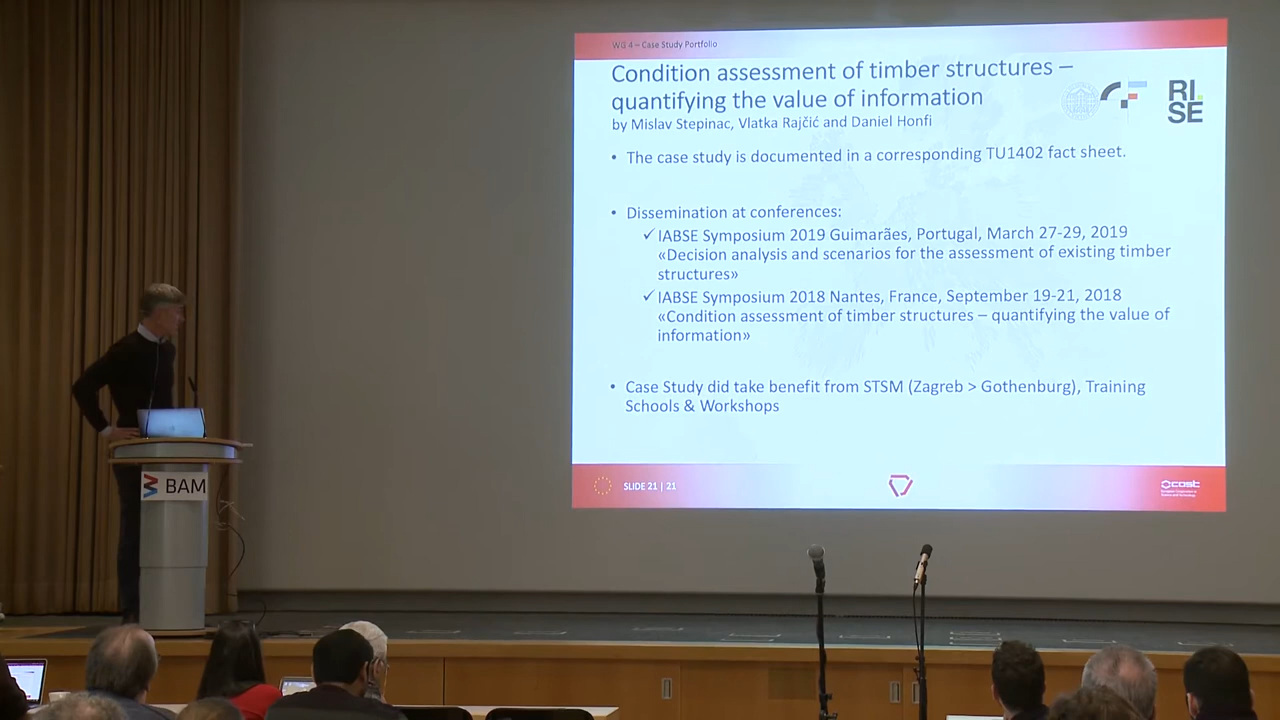 WG 4 – Case Study Portfolio
Condition assessment of timber structures –
quantifying the value of information
by Mislav Stepinac, Vlatka Rajčić and Daniel Honfi
RI.
SE
• The case study is documented in a corresponding TU1402 fact sheet.
• Dissemination at conferences:
✓ IABSE Symposium 2019 Guimarães, Portugal, March 27-29, 2019
«Decision analysis and scenarios for the assessment of existing timber
structures»
✓ IABSE Symposium 2018 Nantes, France, September 19-21, 2018
«Condition assessment of timber structures – quantifying the value of
information»
• Case Study did take benefit from STSM (Zagreb > Gothenburg), Training
Schools & Workshops
SLIDE 21 | 21
cost
BAM